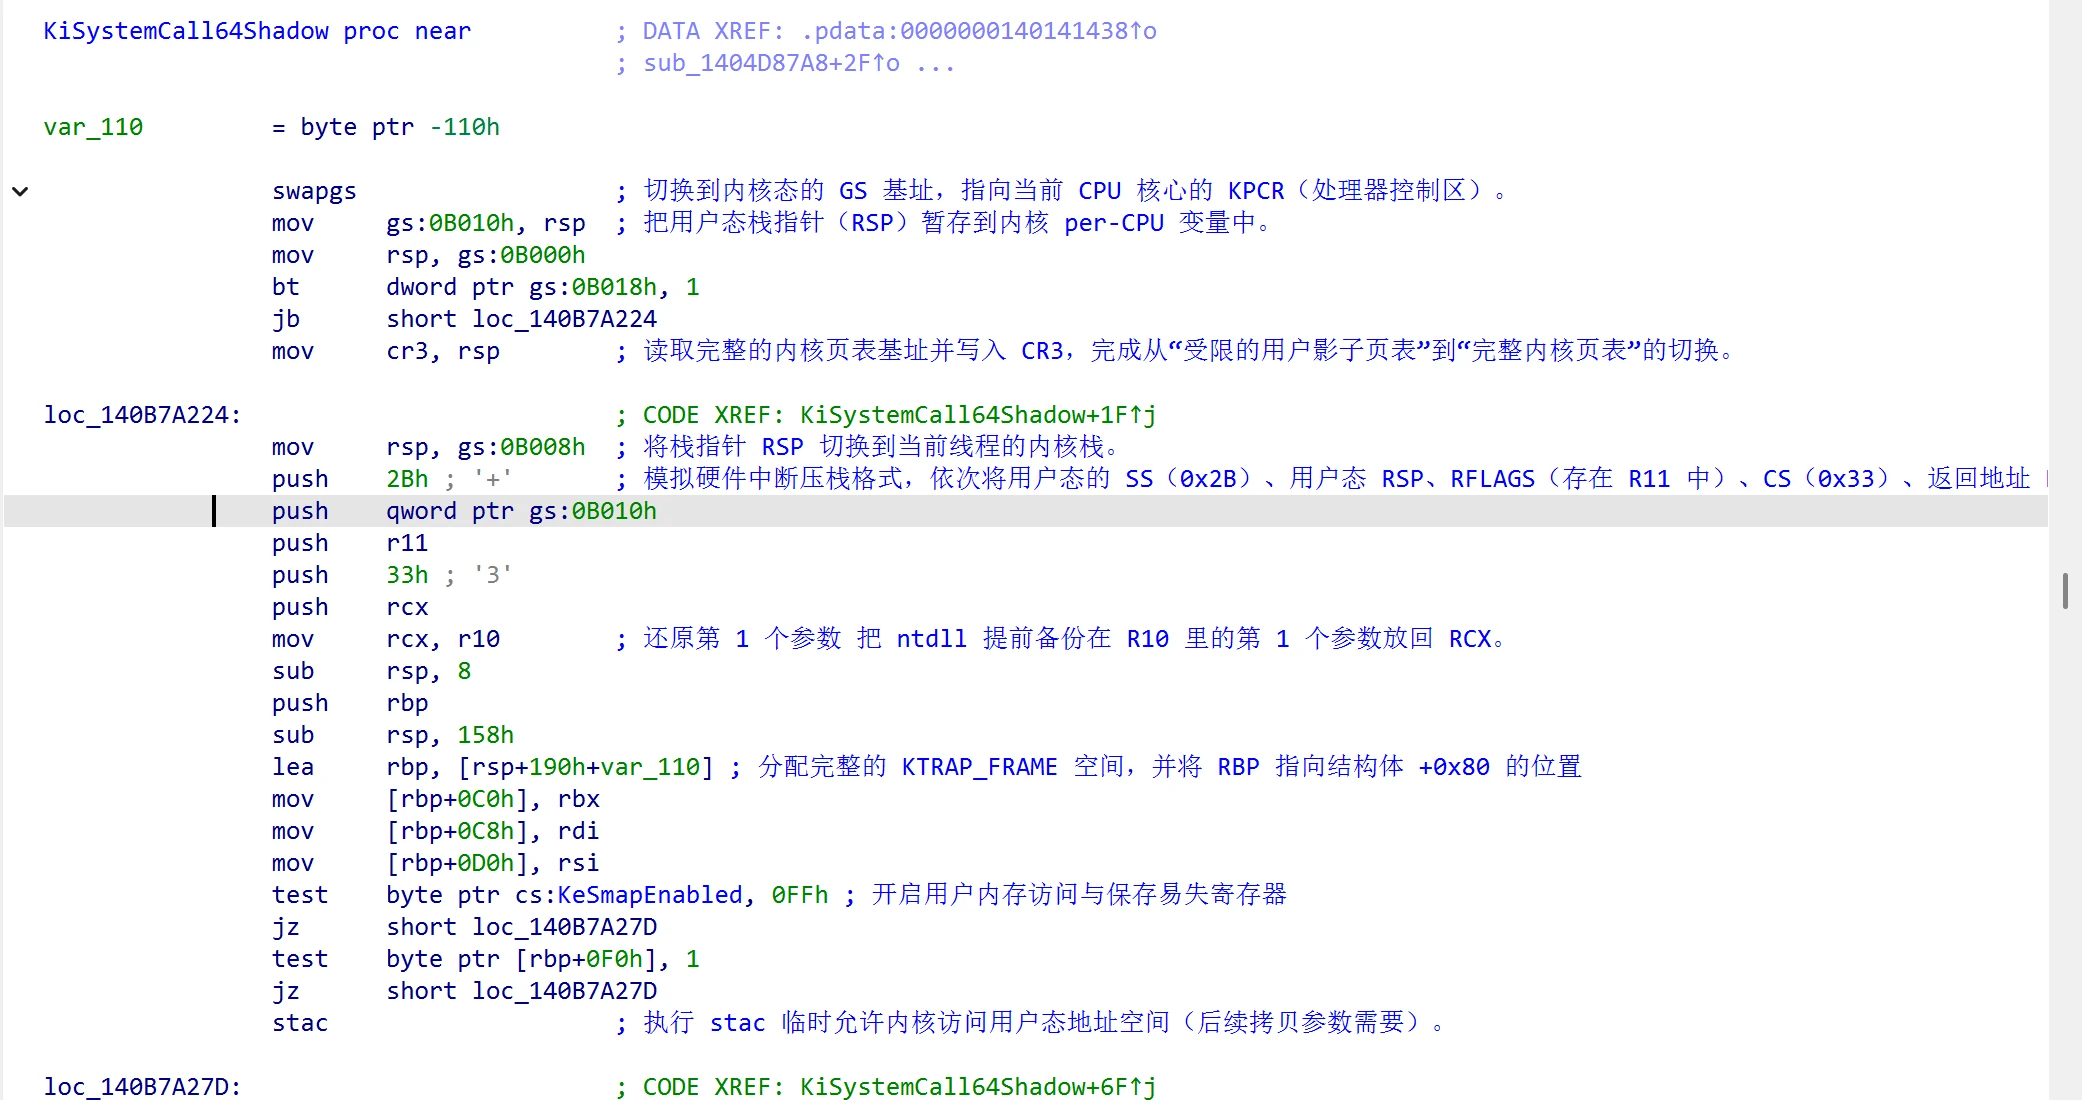 KiSystemCall64Shadow proc near ; DATA XREF: .pdata:0000000140141438↑o
; sub_1404D87A8+2F↑o ...
var_110 = byte ptr -110h
swapgs ; 切换到内核态的 GS 基址，指向当前 CPU 核心的 KPCR（处理器控制区）。
mov gs:0B010h, rsp ; 把用户态栈指针（RSP）暂存到内核 per-CPU 变量中。
mov rsp, gs:0B000h
bt dword ptr gs:0B018h, 1
jb short loc_140B7A224
mov cr3, rsp ; 读取完整的内核页表基址并写入 CR3，完成从“受限的用户影子页表”到“完整内核页表”的切换。
loc_140B7A224: ; CODE XREF: KiSystemCall64Shadow+1F↑j
mov rsp, gs:0B008h ; 将栈指针 RSP 切换到当前线程的内核栈。
push 2Bh ; '+' ; 模拟硬件中断压栈格式，依次将用户态的 SS（0x2B）、用户态 RSP、RFLAGS（存在 R11 中）、CS（0x33）、返回地址
push qword ptr gs:0B010h
push r11
push 33h ; '3'
push rcx
mov rcx, r10 ; 还原第 1 个参数 把 ntdll 提前备份在 R10 里的第 1 个参数放回 RCX。
sub rsp, 8
push rbp
sub rsp, 158h
lea rbp, [rsp+190h+var_110] ; 分配完整的 KTRAP_FRAME 空间，并将 RBP 指向结构体 +0x80 的位置
mov [rbp+0C0h], rbx
mov [rbp+0C8h], rdi
mov [rbp+0D0h], rsi
test byte ptr cs:KeSmapEnabled, 0FFh ; 开启用户内存访问与保存易失寄存器
jz short loc_140B7A27D
test byte ptr [rbp+0F0h], 1
jz short loc_140B7A27D
stac ; 执行 stac 临时允许内核访问用户态地址空间（后续拷贝参数需要）。
loc_140B7A27D: ; CODE XREF: KiSystemCall64Shadow+6F↑j